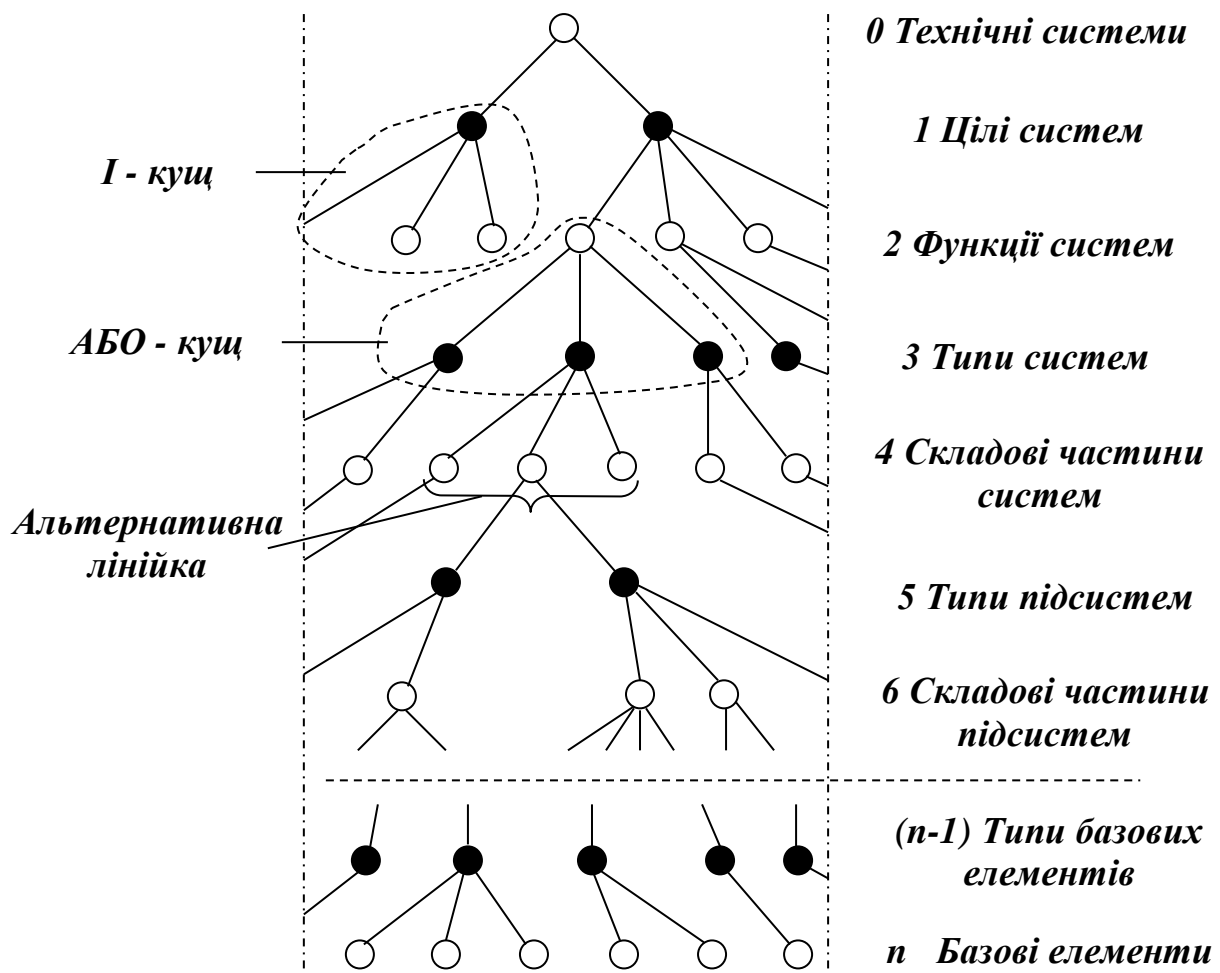 0 Технічні системи
1 Цілі систем
І - кущ
2 Функції систем
АБО - кущ
3 Типи систем
4 Складові частини
систем
Альтернативна
лінійка
5 Типи підсистем
6 Складові частини
підсистем
(n-1) Типи базових
елементів
n Базові елементи